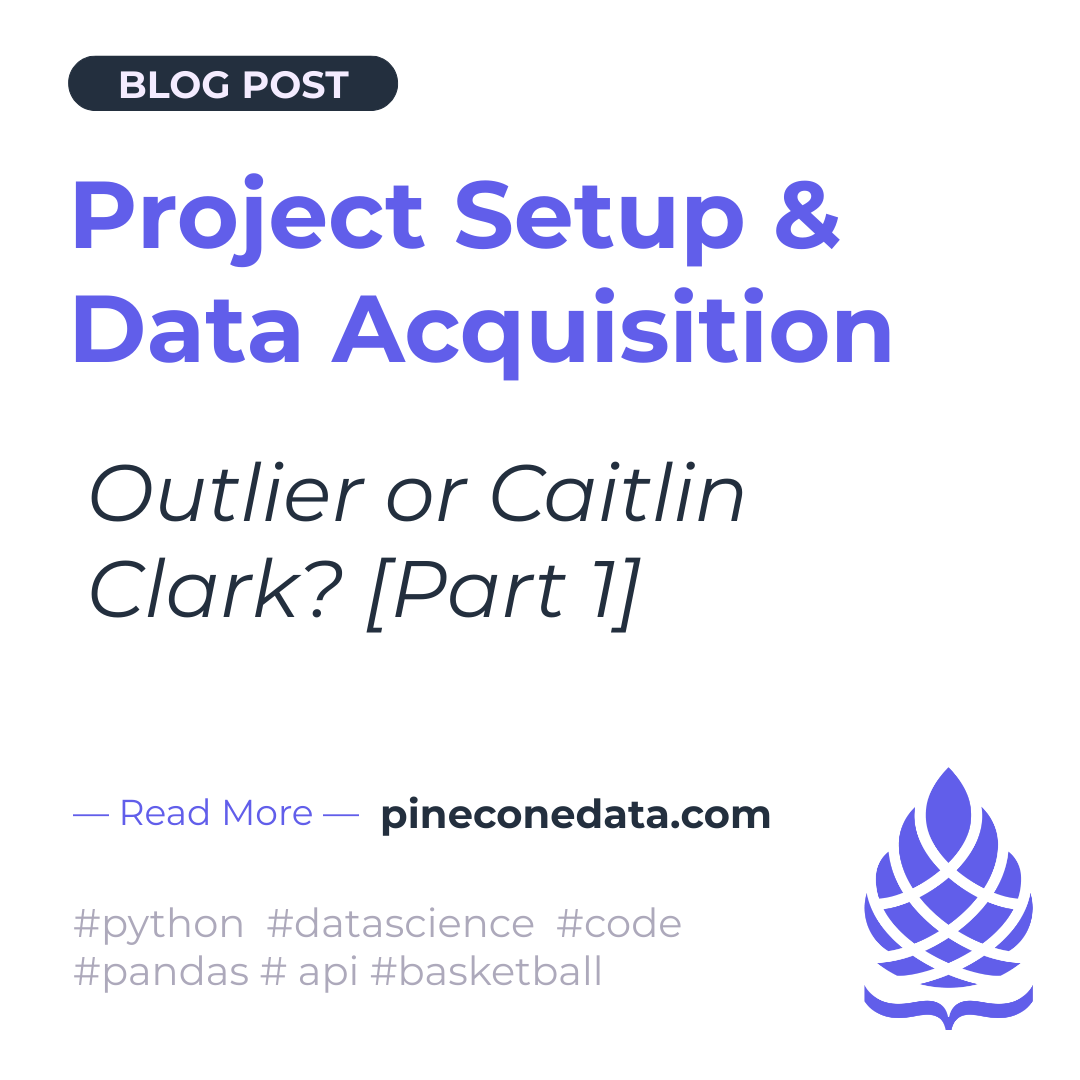 BLOG POST
Project Setup &
Data Acquisition
Outlier or Caitlin
Clark? [Part 1]
— Read More — pineconedata.com
#python #datascience #code
#pandas # api #basketball